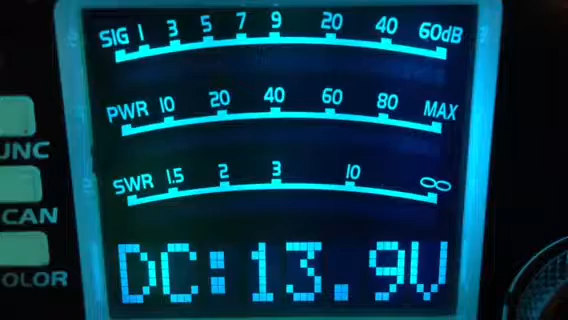 SIG 1 3 5 7 9 20 40 60dB
PWR 10 20 40 60 80 MAX
UNC
SWR 1.5 2 3 10 ∞
CAN
DC:13.9V
OLOR